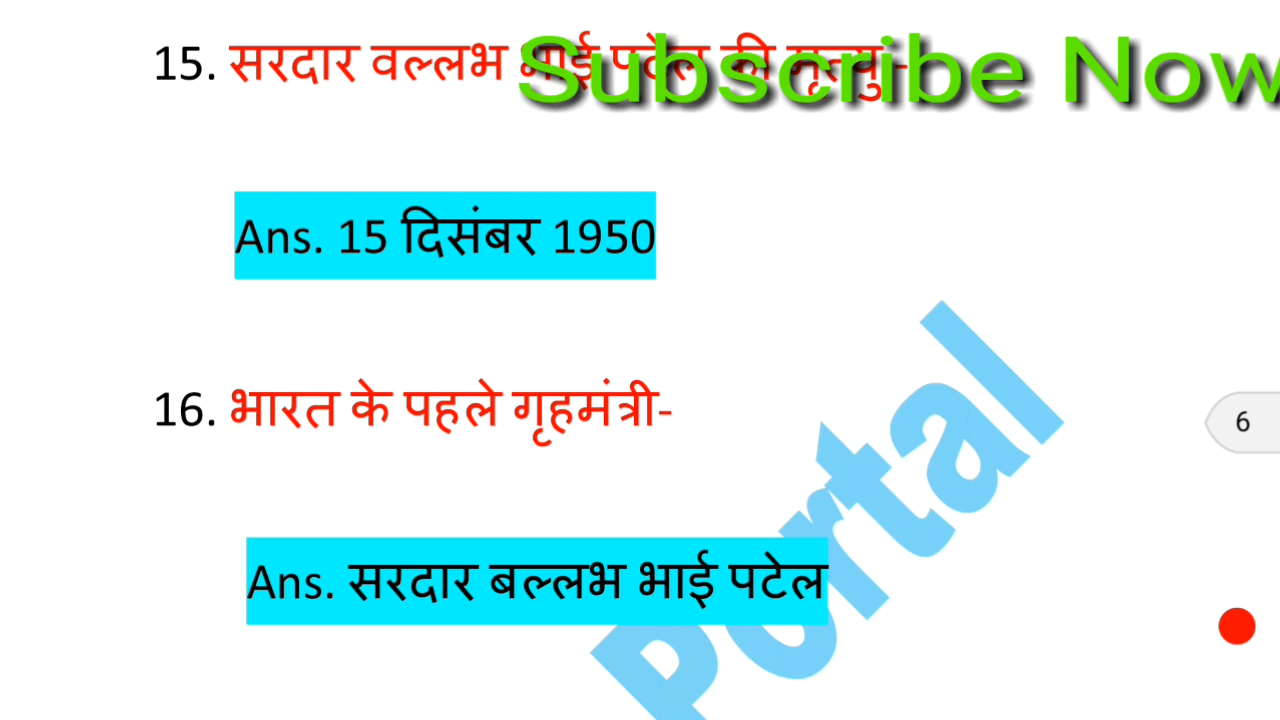 15. सरदार वल्लभ भाई पटेल की मृत्यु-
Subscribe Now
Ans. 15 दिसंबर 1950
16. भारत के पहले गृहमंत्री-
6
Ans. सरदार बल्लभ भाई पटेल
Portal